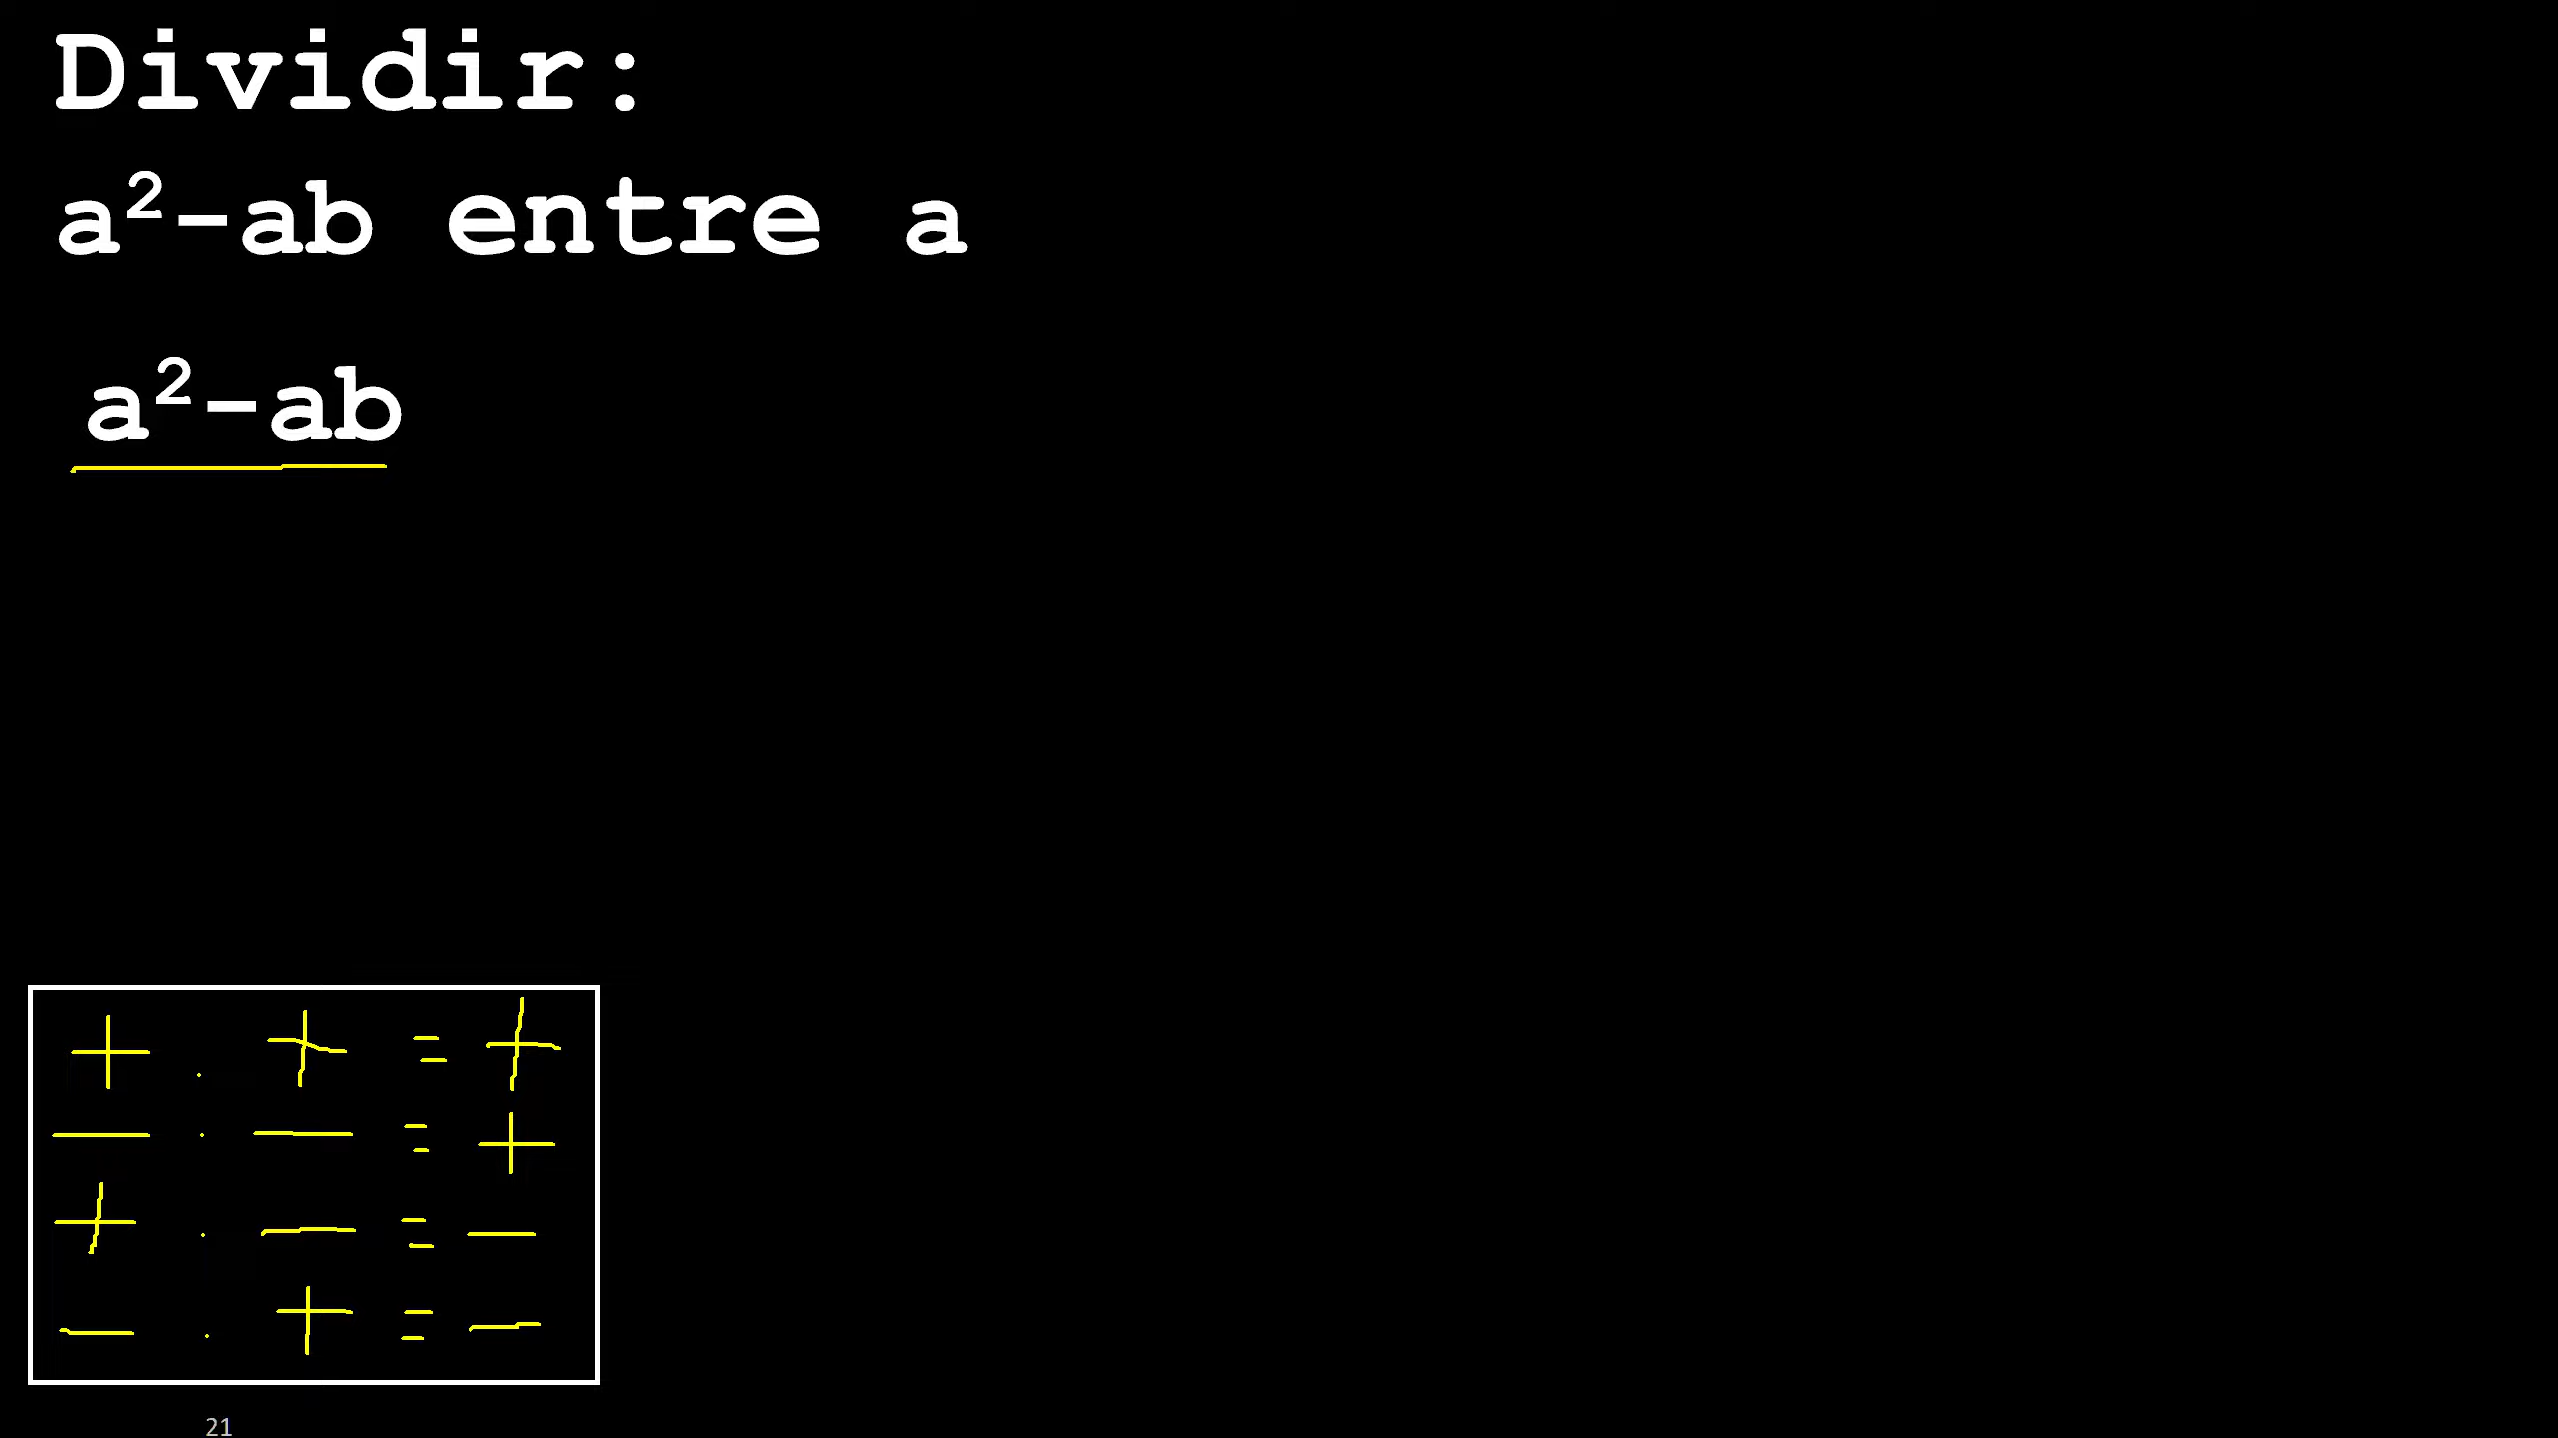 Dividir:
a²-ab entre a
a²-ab
+ . + = +
- . - = +
+ . - = -
- . + = -
21